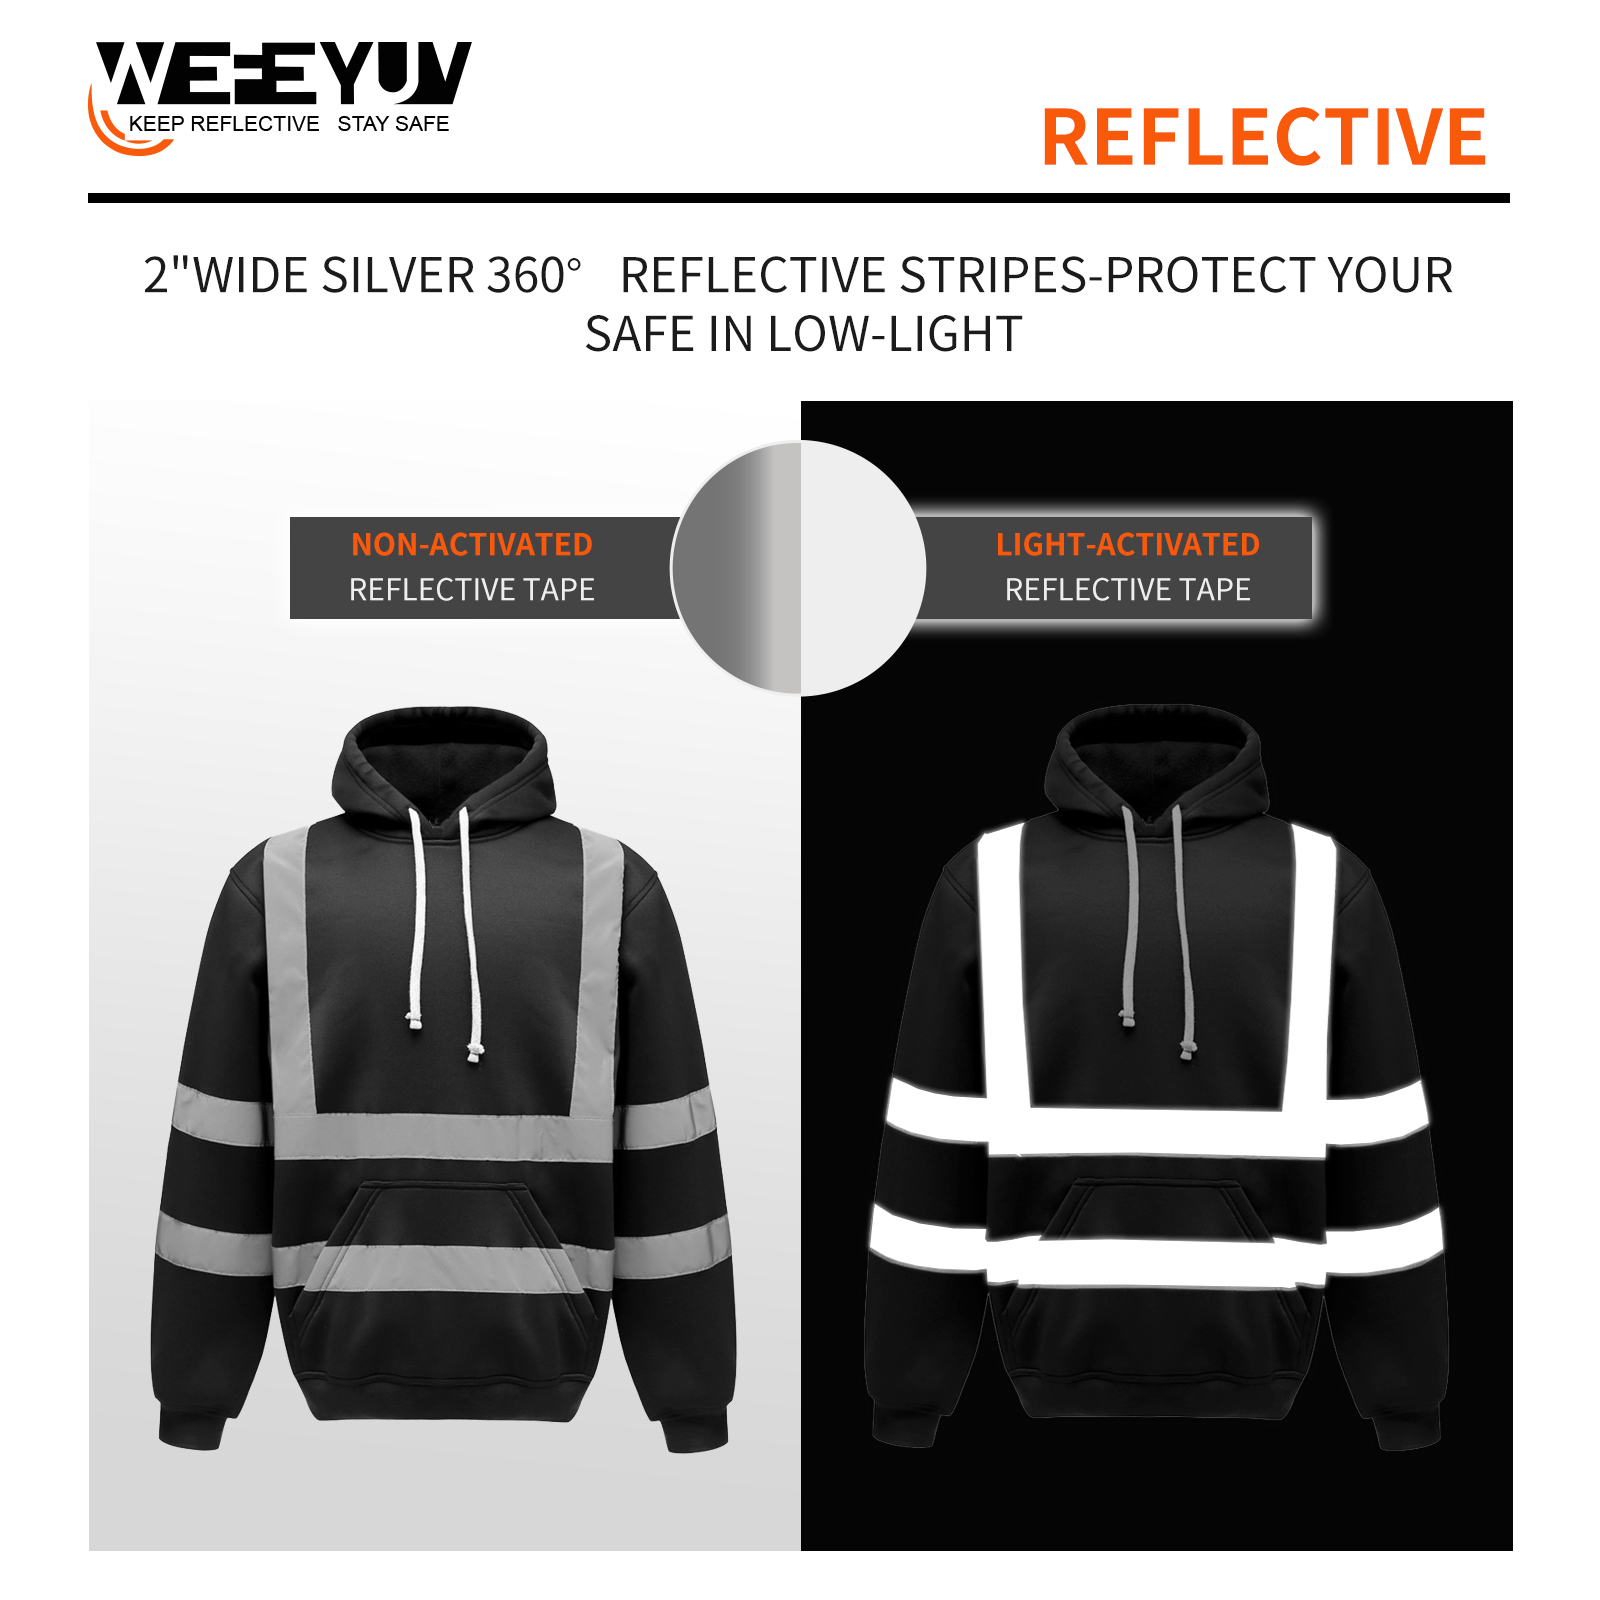 WEFEYUV
KEEP REFLECTIVE STAY SAFE
REFLECTIVE
2"WIDE SILVER 360° REFLECTIVE STRIPES-PROTECT YOUR
SAFE IN LOW-LIGHT
NON-ACTIVATED
REFLECTIVE TAPE
LIGHT-ACTIVATED
REFLECTIVE TAPE